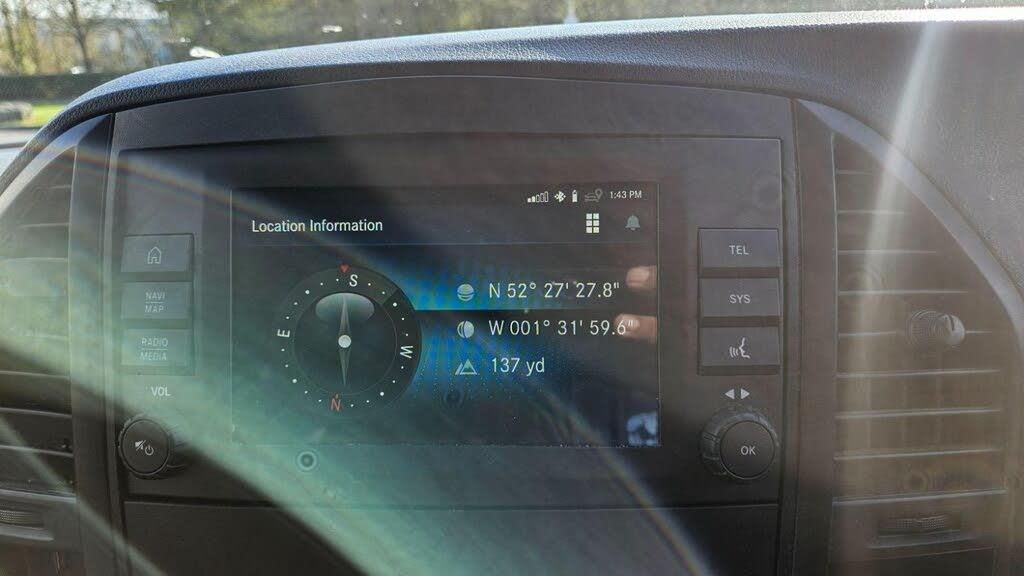 1:43 PM
Location Information
S
E
W
N
N 52° 27' 27.8"
W 001° 31' 59.6"
137 yd
NAVI
MAP
RADIO
MEDIA
VOL
TEL
SYS
OK